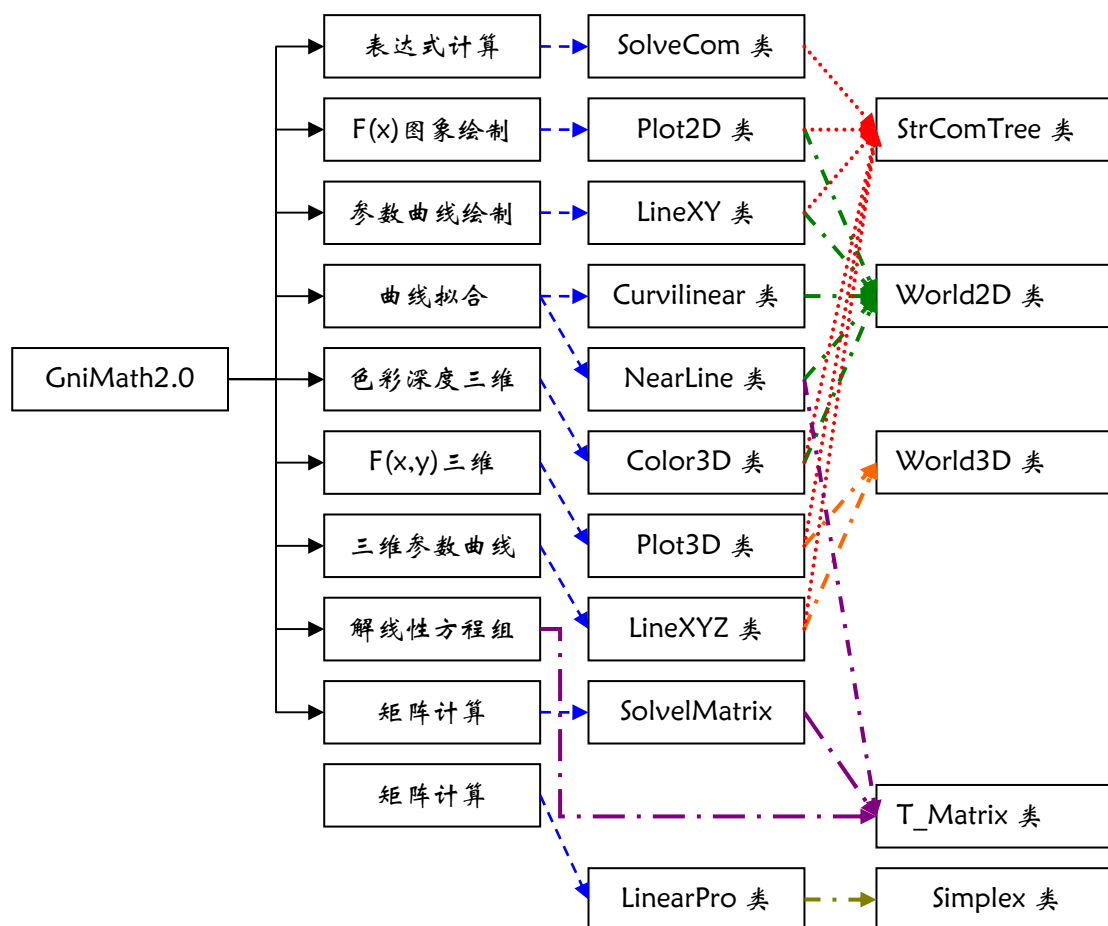 表达式计算
SolveCom 类
F(x)图象绘制
Plot2D 类
StrComTree 类
参数曲线绘制
LineXY 类
曲线拟合
Curvilinear 类
World2D 类
GniMath2.0
色彩深度三维
NearLine 类
F(x,y)三维
Color3D 类
World3D 类
三维参数曲线
Plot3D 类
解线性方程组
LineXYZ 类
矩阵计算
SolvelMatrix
矩阵计算
T_Matrix 类
LinearPro 类
Simplex 类